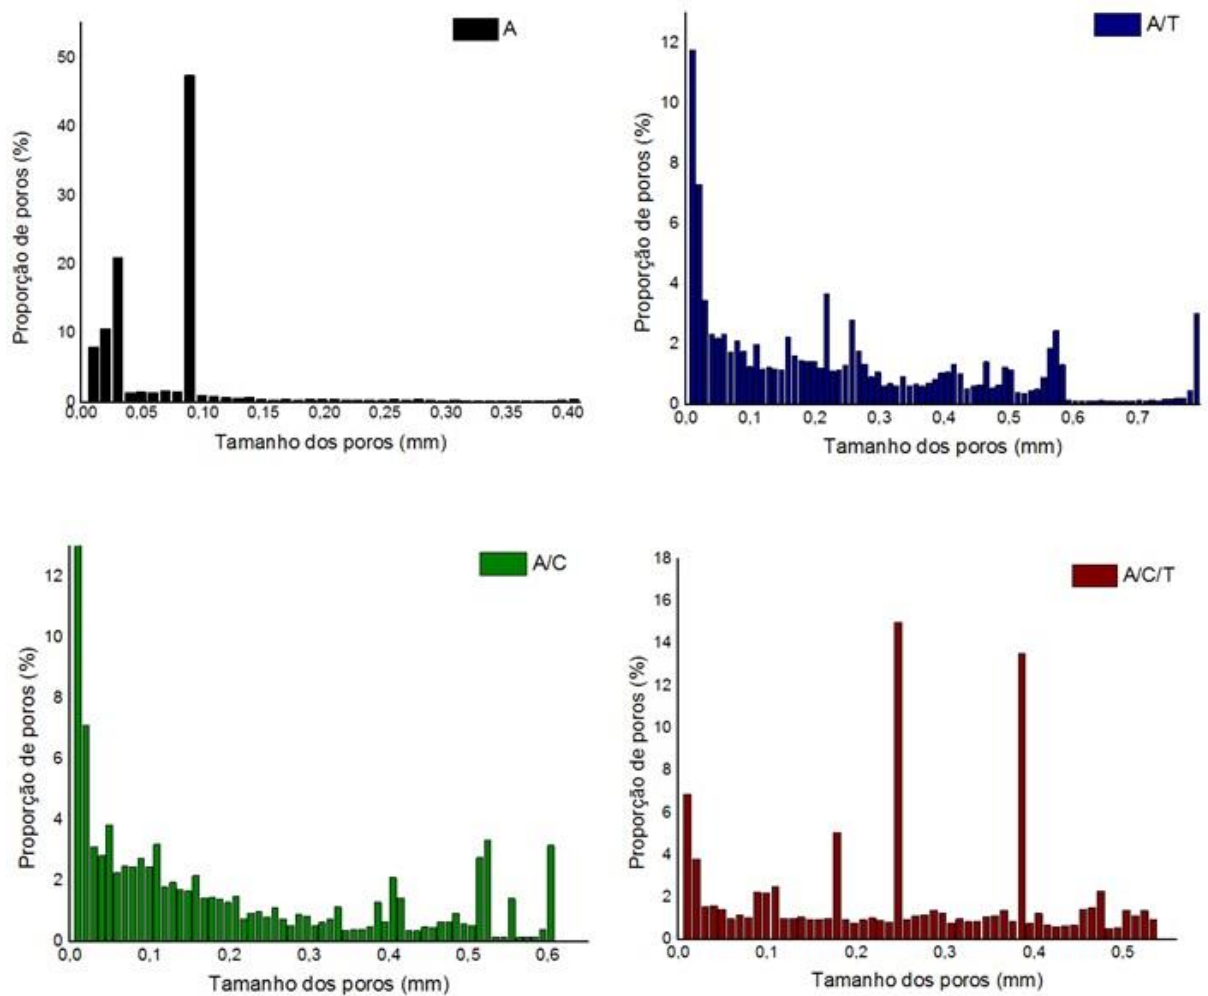 A
50
40
30
20
10
0
0,00 0,05 0,10 0,15 0,20 0,25 0,30 0,35 0,40
Proporção de poros (%)
Tamanho dos poros (mm)
A/T
12
10
8
6
4
2
0
0,0 0,1 0,2 0,3 0,4 0,5 0,6 0,7
Proporção de poros (%)
Tamanho dos poros (mm)
A/C
12
10
8
6
4
2
0
0,0 0,1 0,2 0,3 0,4 0,5 0,6
Proporção de poros (%)
Tamanho dos poros (mm)
A/C/T
18
16
14
12
10
8
6
4
2
0
0,0 0,1 0,2 0,3 0,4 0,5
Proporção de poros (%)
Tamanho dos poros (mm)